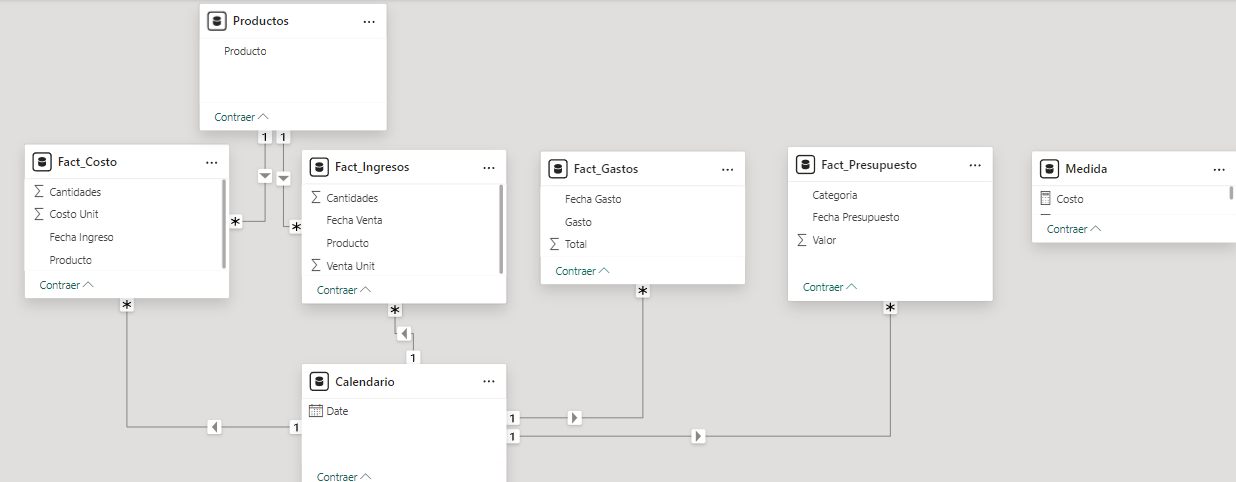 Productos
Producto
Contraer
1 1
Fact_Costo
Σ Cantidades
Σ Costo Unit
Fecha Ingreso
Producto
Contraer
*
Fact_Ingresos
Σ Cantidades
Fecha Venta
Producto
Σ Venta Unit
Contraer
*
Fact_Gastos
Fecha Gasto
Gasto
Σ Total
Contraer
Fact_Presupuesto
Categoria
Fecha Presupuesto
Σ Valor
Contraer
Medida
Costo
Contraer
*
*
*
*
1
Calendario
Date
Contraer
1
1
1